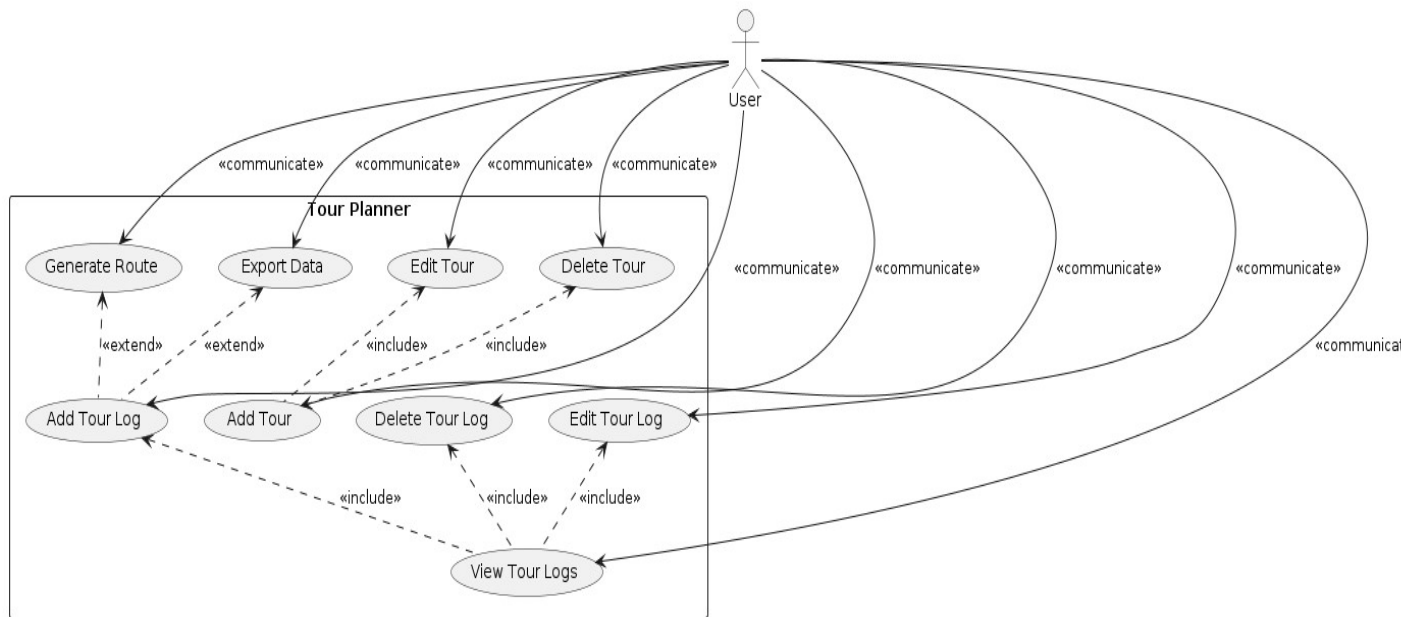 User
«communicate» «communicate» «communicate» «communicate»
Tour Planner
Generate Route Export Data Edit Tour Delete Tour
«communicate» «communicate» «communicate» «communicate»
«extend» «extend» «include» «include»
«communicat
Add Tour Log Add Tour Delete Tour Log Edit Tour Log
«include» «include» «include»
View Tour Logs